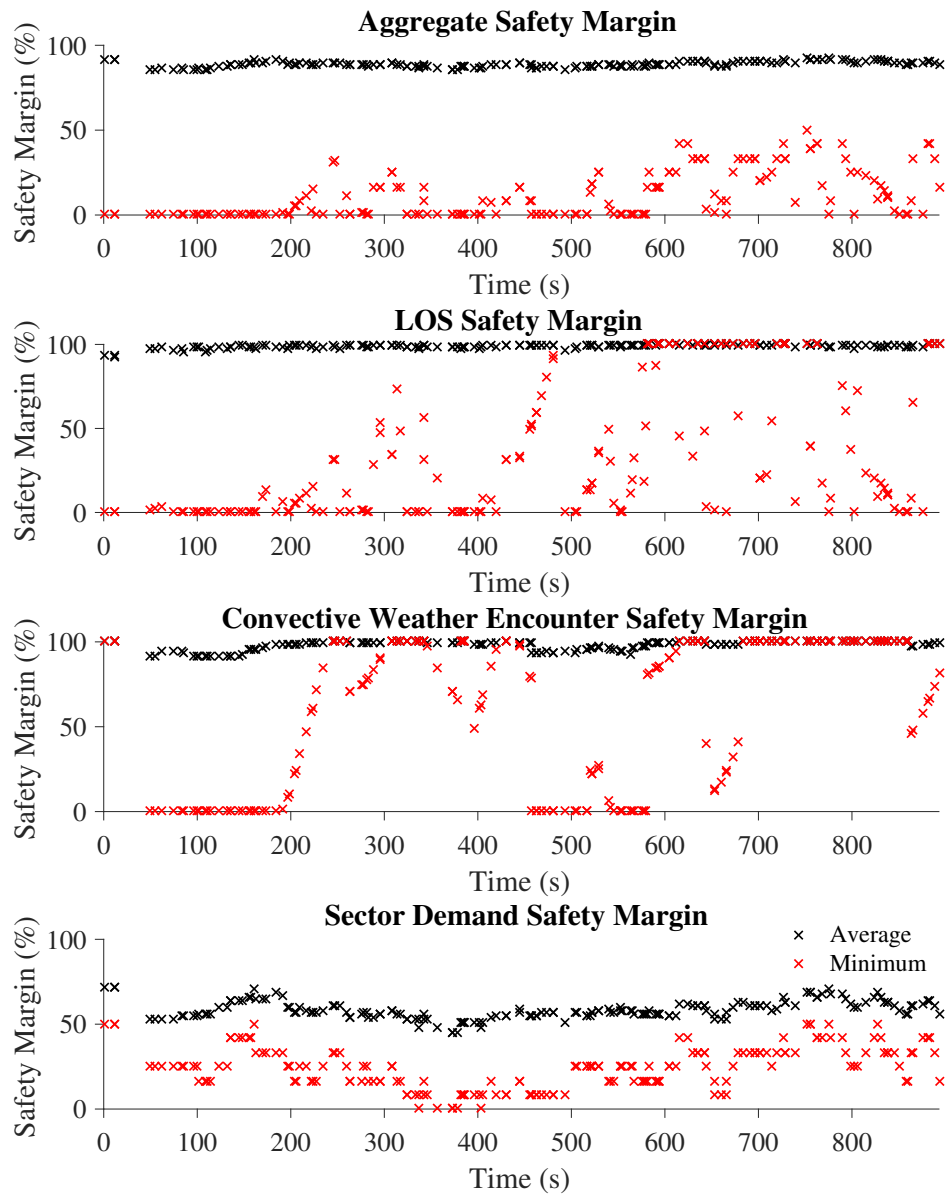 Aggregate Safety Margin
Safety Margin (%)
100
50
0
0 100 200 300 400 500 600 700 800
Time (s)
LOS Safety Margin
Safety Margin (%)
100
50
0
0 100 200 300 400 500 600 700 800
Time (s)
Convective Weather Encounter Safety Margin
Safety Margin (%)
100
50
0
0 100 200 300 400 500 600 700 800
Time (s)
Sector Demand Safety Margin
Safety Margin (%)
100
50
0
Average
Minimum
0 100 200 300 400 500 600 700 800
Time (s)